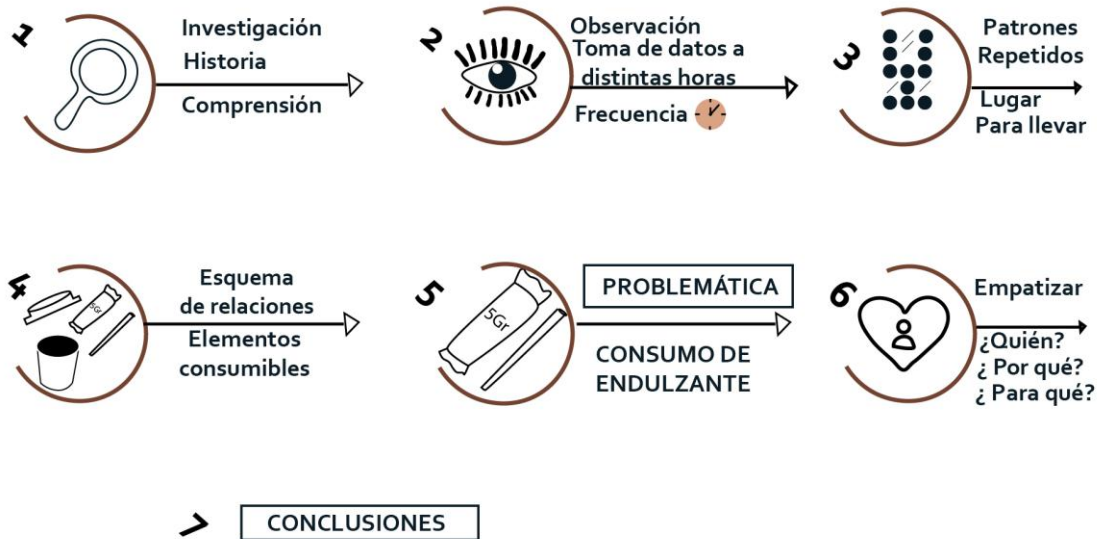 1
Investigación
Historia
Comprensión
2
Observación
Toma de datos a
distintas horas
Frecuencia
3
Patrones
Repetidos
Lugar
Para llevar
4
5Gr
Esquema
de relaciones
Elementos
consumibles
5
5Gr
PROBLEMÁTICA
CONSUMO DE
ENDULZANTE
6
Empatizar
¿Quién?
¿ Por qué?
¿ Para qué?
7
CONCLUSIONES